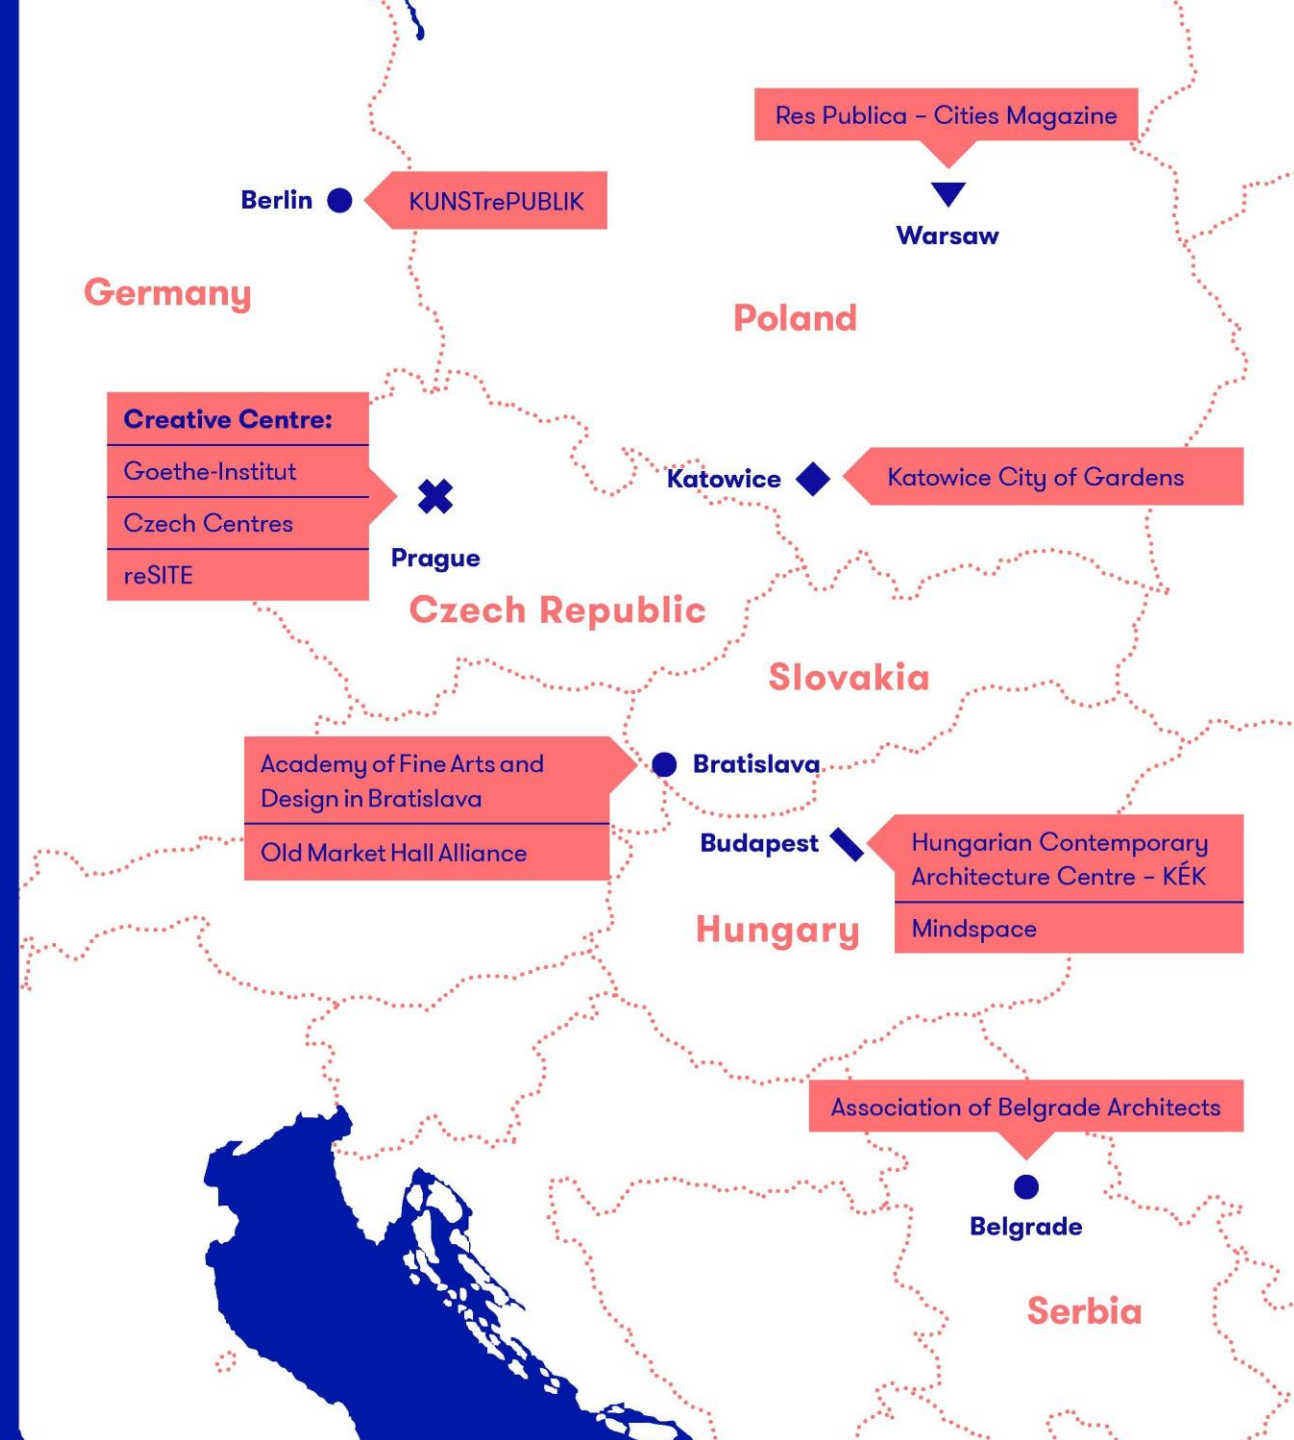 Res Publica – Cities Magazine
Berlin
KUNSTrePUBLIK
Warsaw
Germany
Poland
Creative Centre:
Goethe-Institut
Czech Centres
reSITE
Prague
Katowice
Katowice City of Gardens
Czech Republic
Slovakia
Academy of Fine Arts and
Design in Bratislava
Old Market Hall Alliance
Bratislava
Budapest
Hungarian Contemporary
Architecture Centre – KÉK
Mindspace
Hungary
Association of Belgrade Architects
Belgrade
Serbia